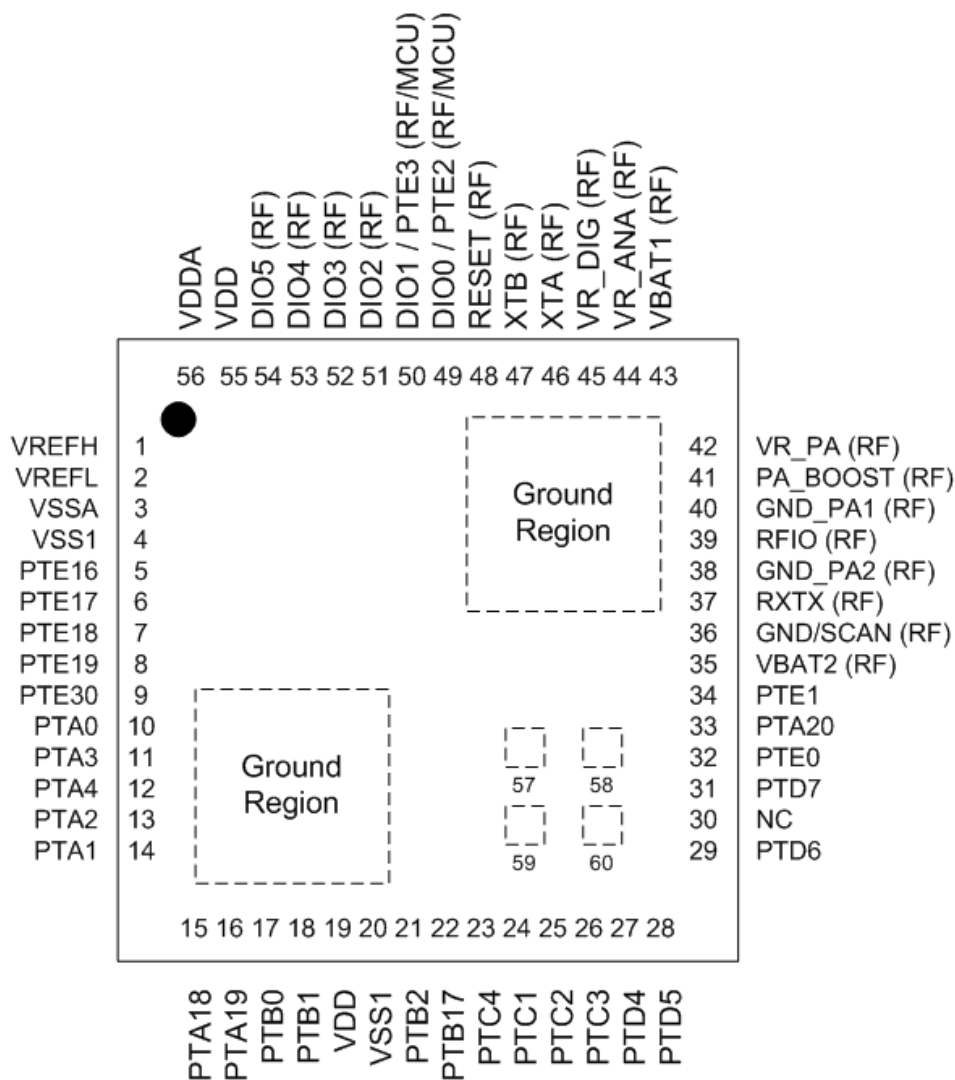 VDDA
VDD
DIO5 (RF)
DIO4 (RF)
DIO3 (RF)
DIO2 (RF)
DIO1 / PTE3 (RF/MCU)
DIO0 / PTE2 (RF/MCU)
RESET (RF)
XTB (RF)
XTA (RF)
VR_DIG (RF)
VR_ANA (RF)
VBAT1 (RF)
56 55 54 53 52 51 50 49 48 47 46 45 44 43
VREFH 1
VREFL 2
VSSA 3
VSS1 4
PTE16 5
PTE17 6
PTE18 7
PTE19 8
PTE30 9
PTA0 10
PTA3 11
PTA4 12
PTA2 13
PTA1 14
Ground
Region
42 VR_PA (RF)
41 PA_BOOST (RF)
40 GND_PA1 (RF)
39 RFIO (RF)
38 GND_PA2 (RF)
37 RXTX (RF)
36 GND/SCAN (RF)
35 VBAT2 (RF)
34 PTE1
33 PTA20
32 PTE0
31 PTD7
30 NC
29 PTD6
Ground
Region
57 58
59 60
15 16 17 18 19 20 21 22 23 24 25 26 27 28
PTA18
PTA19
PTB0
PTB1
VDD
VSS1
PTB2
PTB17
PTC4
PTC1
PTC2
PTC3
PTD4
PTD5